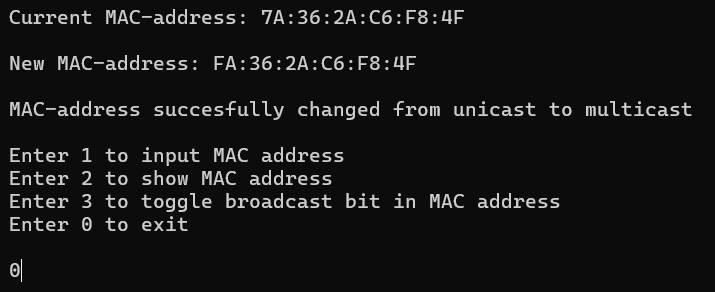 Current MAC-address: 7A:36:2A:C6:F8:4F
New MAC-address: FA:36:2A:C6:F8:4F
MAC-address succesfully changed from unicast to multicast
Enter 1 to input MAC address
Enter 2 to show MAC address
Enter 3 to toggle broadcast bit in MAC address
Enter 0 to exit
0